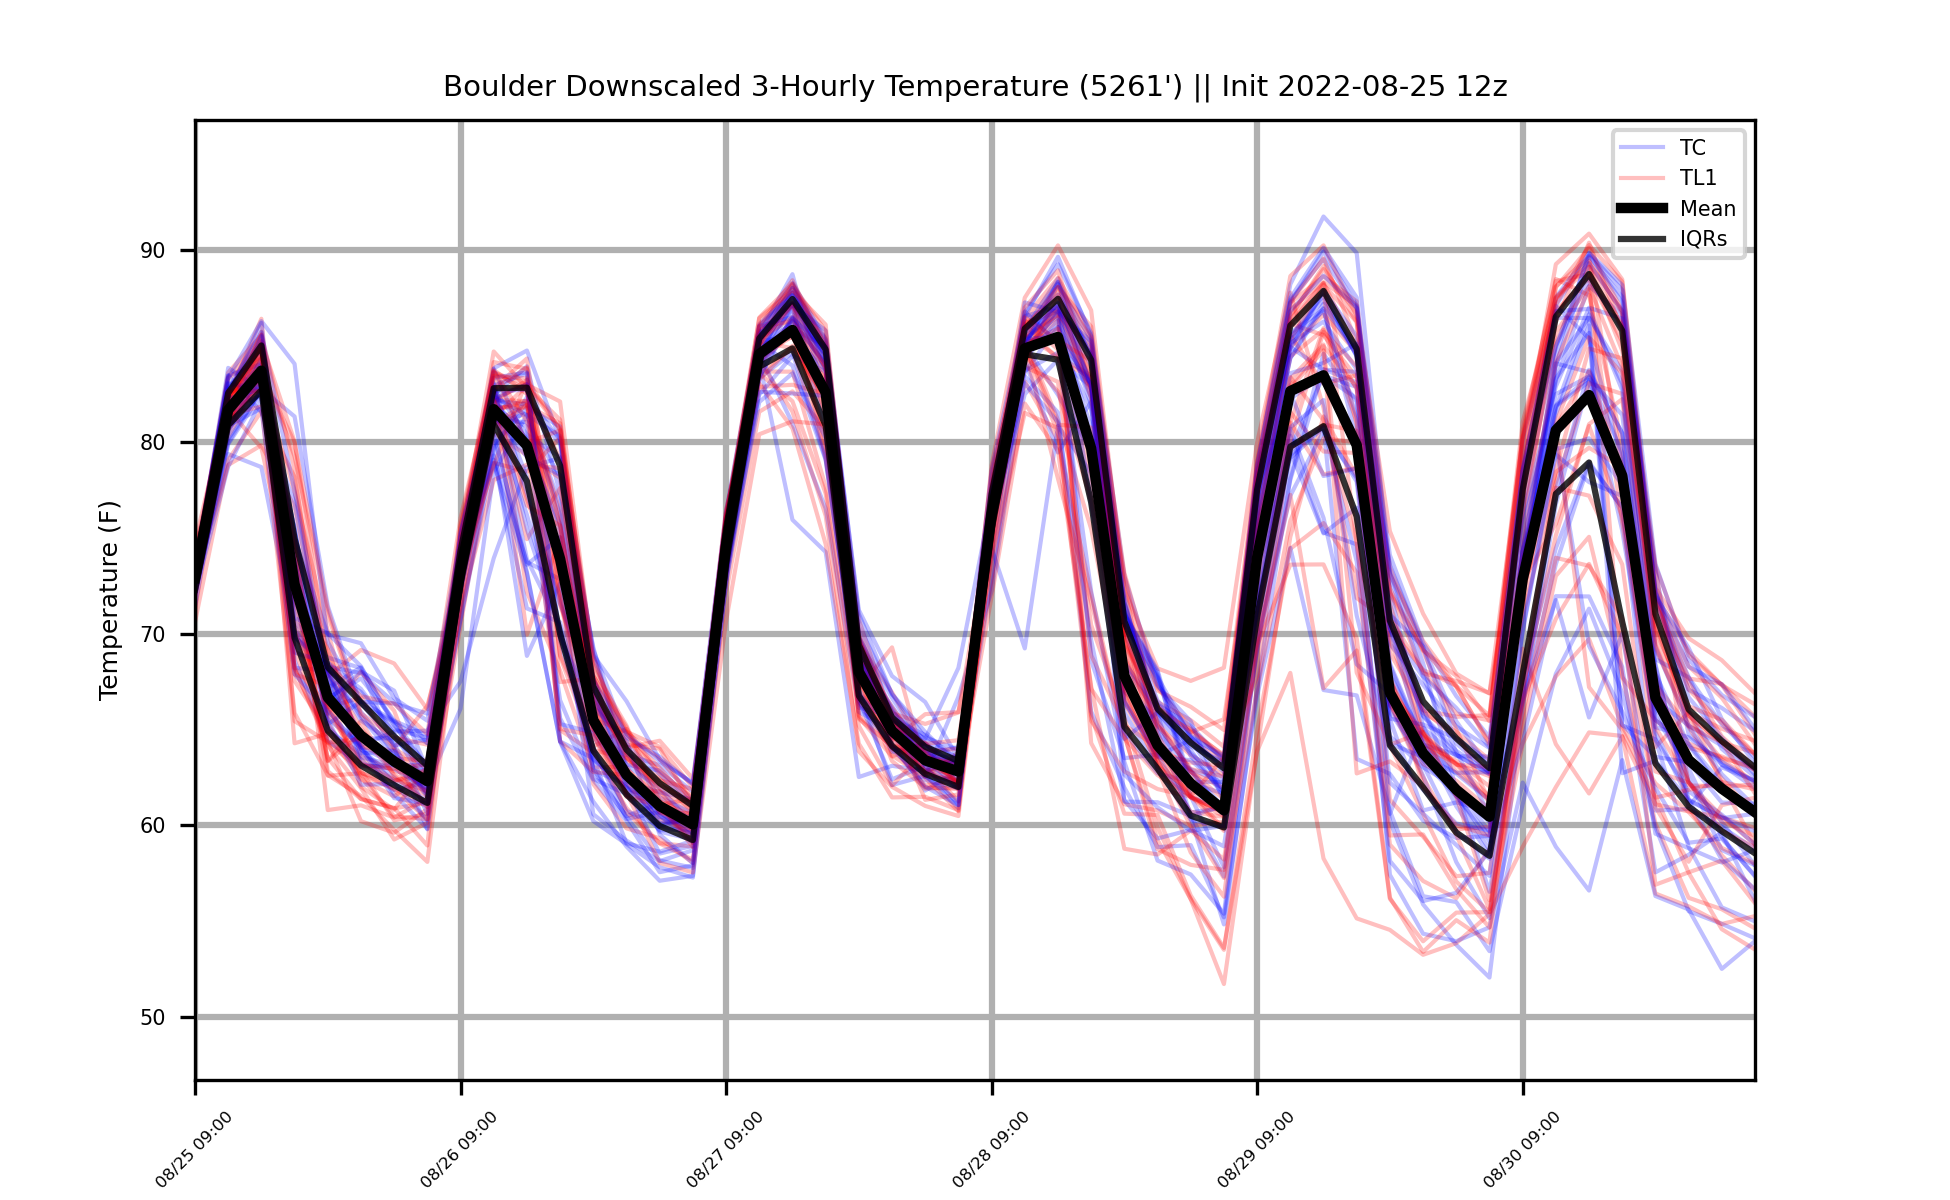 Boulder Downscaled 3-Hourly Temperature (5261') || Init 2022-08-25 12z
TC
TL1
Mean
IQRs
Temperature (F)
90
80
70
60
50
08/25 09:00
08/26 09:00
08/27 09:00
08/28 09:00
08/29 09:00
08/30 09:00